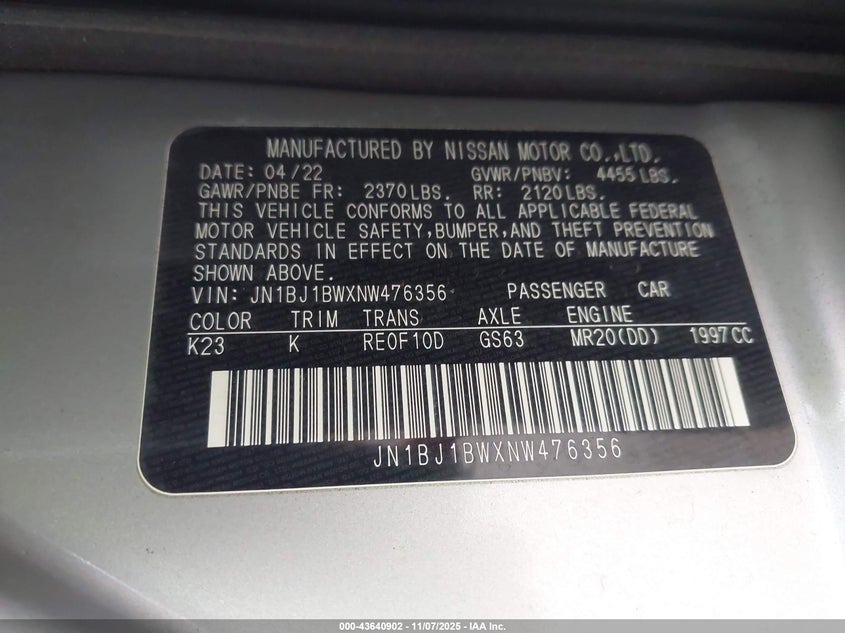 MANUFACTURED BY NISSAN MOTOR CO.,LTD.
DATE: 04/22 GVWR/PNBV: 4455 LBS.
GAWR/PNBE FR: 2370LBS. RR: 2120LBS.
THIS VEHICLE CONFORMS TO ALL APPLICABLE FEDERAL
MOTOR VEHICLE SAFETY,BUMPER,AND THEFT PREVENTION
STANDARDS IN EFFECT ON THE DATE OF MANUFACTURE
SHOWN ABOVE.
VIN: JN1BJ1BWXNW476356 PASSENGER CAR
COLOR TRIM TRANS AXLE ENGINE
K23 K RE0F10D GS63 MR20(DD) 1997CC
JN1BJ1BWXNW476356
000-43640902 - 11/07/2025 - IAA Inc.